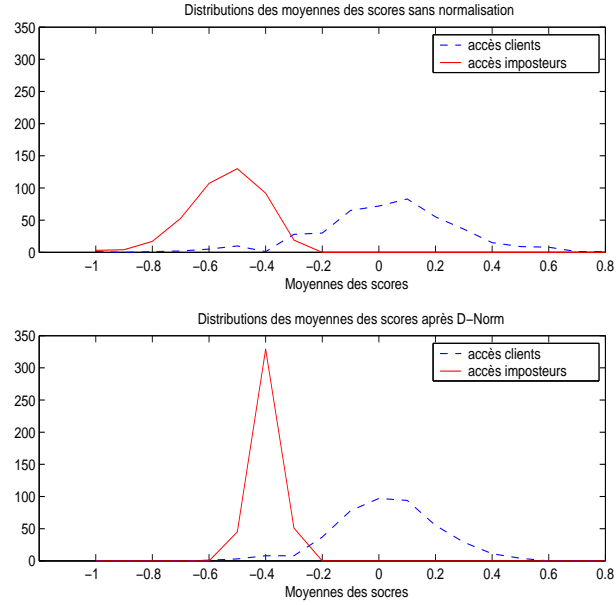 Distributions des moyennes des scores sans normalisation
350
300
250
200
150
100
50
0
accès clients
accès imposteurs
−1 −0.8 −0.6 −0.4 −0.2 0 0.2 0.4 0.6 0.8
Moyennes des scores
Distributions des moyennes des scores après D−Norm
350
300
250
200
150
100
50
0
accès clients
accès imposteurs
−1 −0.8 −0.6 −0.4 −0.2 0 0.2 0.4 0.6 0.8
Moyennes des socres